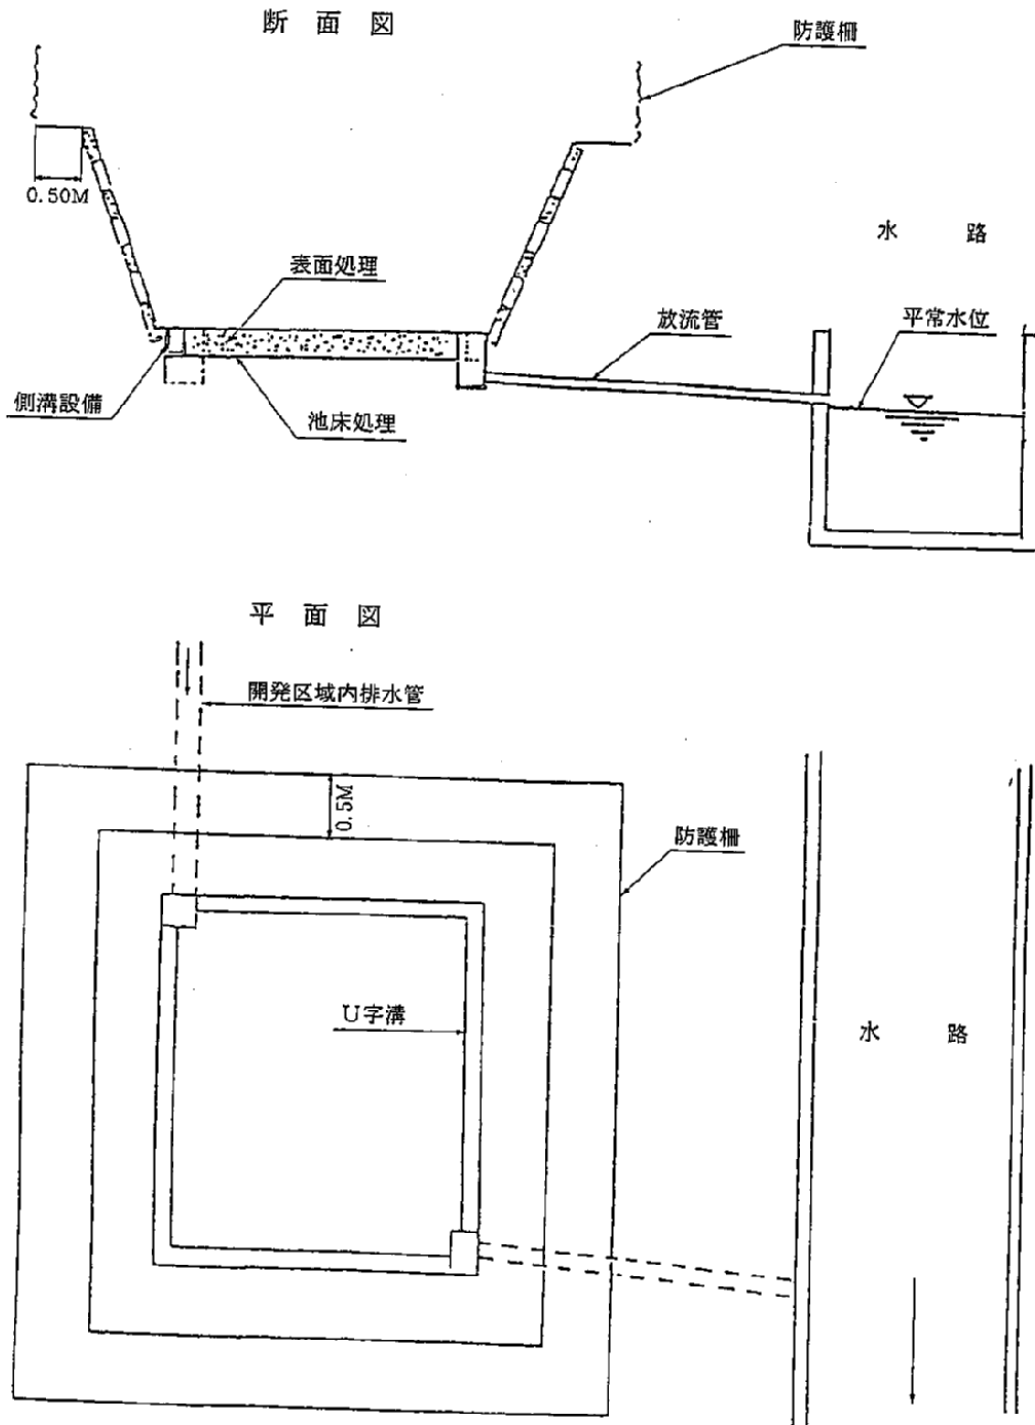 断面図
防護柵
0.50M
水路
表面処理
放流管
平常水位
側溝設備
池床処理
平面図
開発区域内排水管
0.5M
防護柵
U字溝
水路